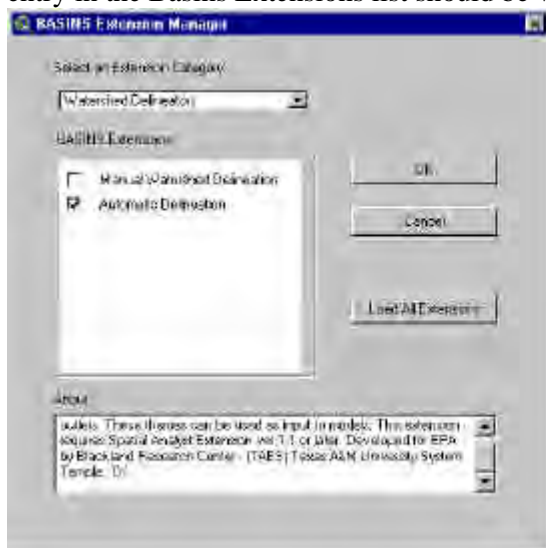 entry in the Basins Extensions list should be
BASINS Extension Manager
Select an Extension Category
Watershed Delineation
BASINS Extensions
Manual Watershed Delineation
Automatic Delineation
OK
Cancel
Load All Extensions
About
outlets. These themes can be used as input in models. This extension
requires Spatial Analyst Extension ver 1.1 or later. Developed for EPA
by Blackland Research Center - (TAES) Texas A&M University System
Temple,